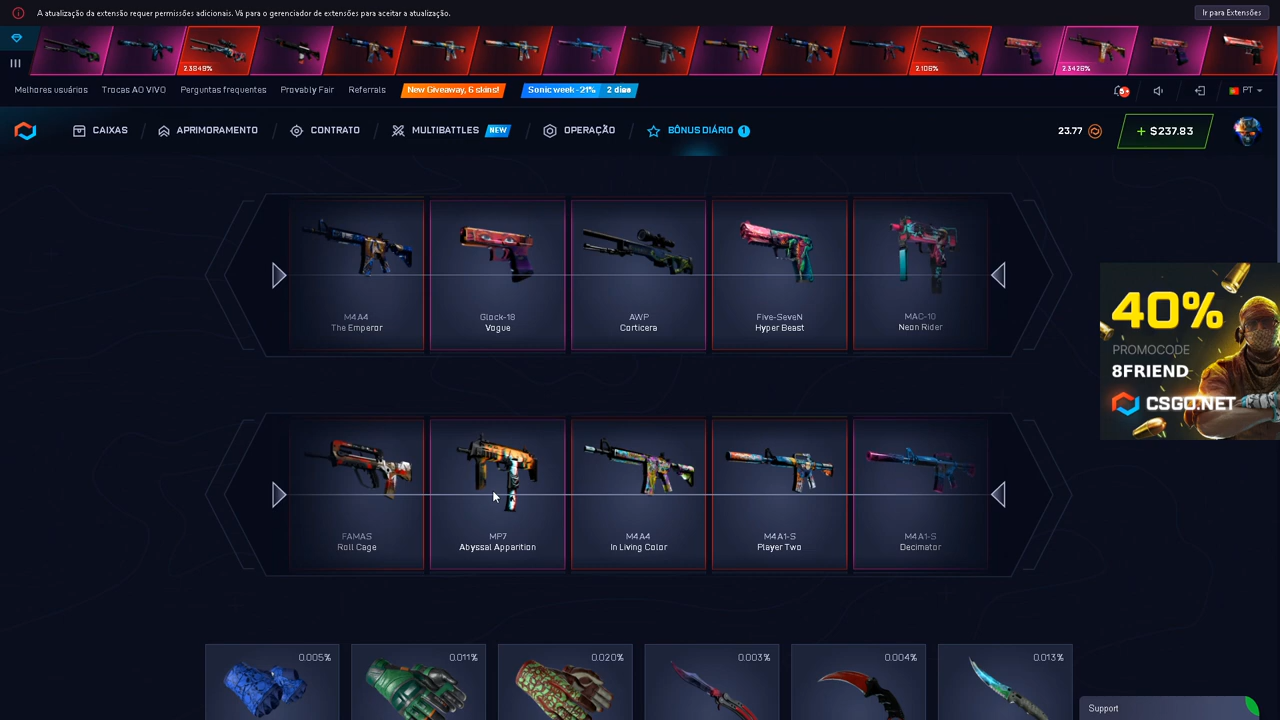 A atualização da extensão requer permissões adicionais. Vá para o gerenciador de extensões para aceitar a atualização.
Ir para Extensões
2.3849%
2.108%
2.3426%
Melhores usuários
Trocas AO VIVO
Perguntas frequentes
Provably Fair
Referrals
New Giveaway, 6 skins!
Sonic week -21%
2 dies
5+
PT
CAIXAS
APRIMORAMENTO
CONTRATO
MULTIBATTLES NEW
OPERAÇÃO
BÔNUS DIÁRIO 1
23.77
+ $237.83
M4A4
The Emperor
Glock-18
Vogue
AWP
Corticera
Five-SeveN
Hyper Beast
MAC-10
Neon Rider
40%
PROMOCODE
8FRIEND
CSGO.NET
FAMAS
Roll Cage
MP7
Abyssal Apparition
M4A4
In Living Color
M4A1-S
Player Two
M4A1-S
Decimator
0.005%
0.011%
0.020%
0.003%
0.004%
0.013%
Support